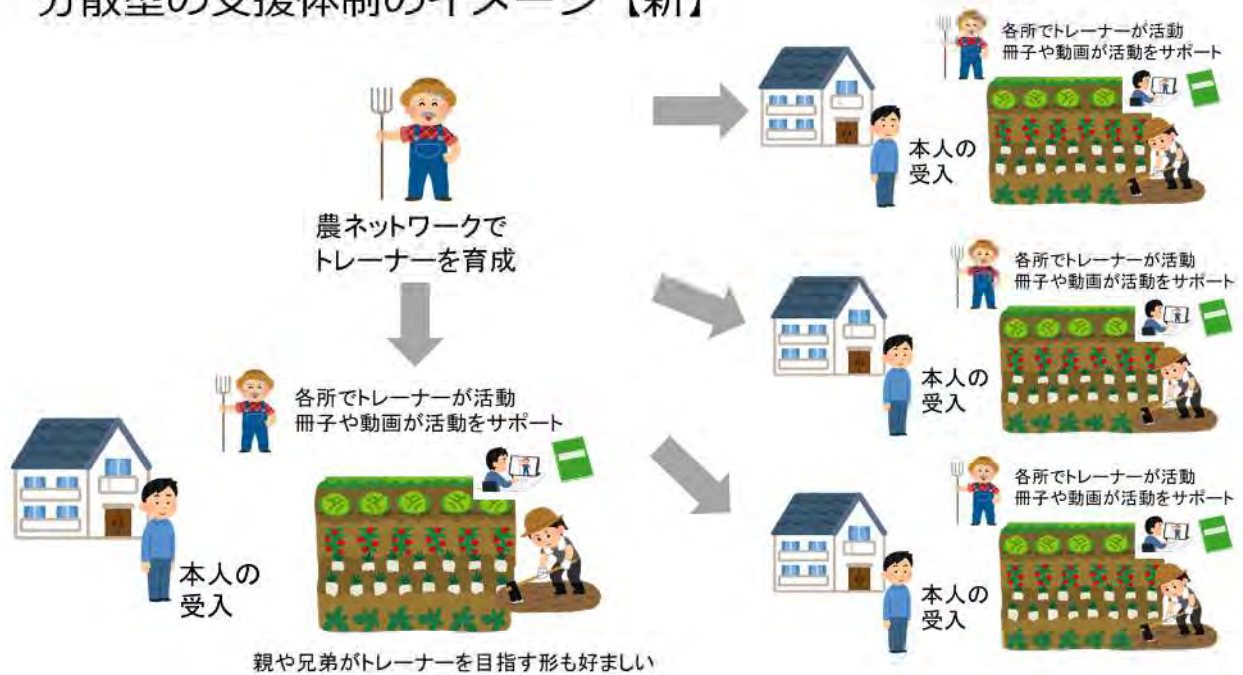 分散型の支援体制のイメージ【新】
農ネットワークで
トレーナーを育成
各所でトレーナーが活動
冊子や動画が活動をサポート
本人の
受入
親や兄弟がトレーナーを目指す形も好ましい
各所でトレーナーが活動
冊子や動画が活動をサポート
本人の
受入
各所でトレーナーが活動
冊子や動画が活動をサポート
本人の
受入
各所でトレーナーが活動
冊子や動画が活動をサポート
本人の
受入